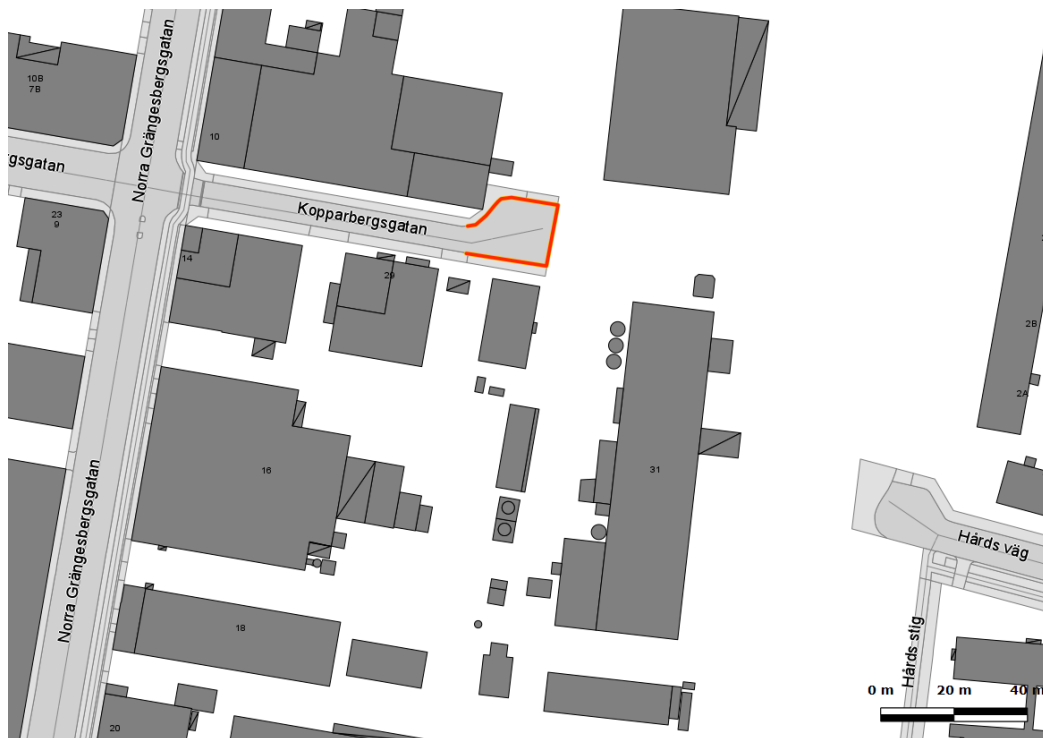 Norra Grängesbergsgatan
10B
7B
10
gsgatan
Kopparbergsgatan
23
9
14
29
2B
2A
16
31
Norra Grängesbergsgatan
Hårds väg
18
Hårds stig
0 m 20 m 40 m
20